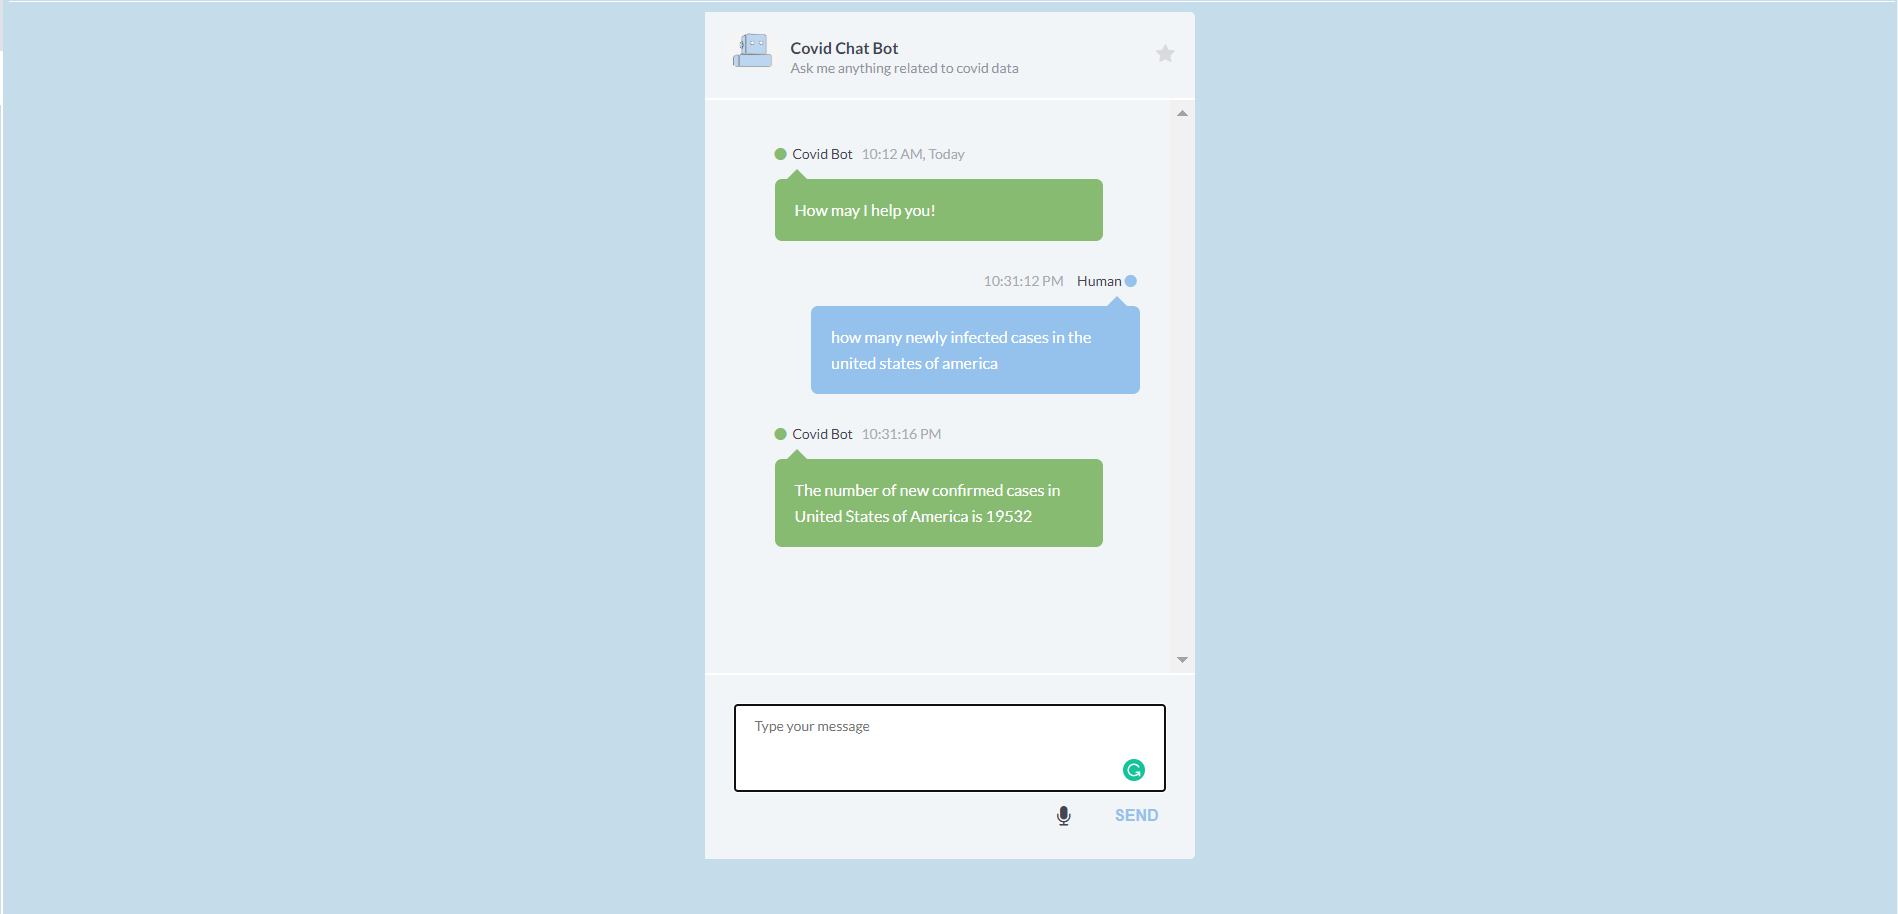 Covid Chat Bot
Ask me anything related to covid data
Covid Bot 10:12 AM, Today
How may I help you!
10:31:12 PM Human
how many newly infected cases in the
united states of america
Covid Bot 10:31:16 PM
The number of new confirmed cases in
United States of America is 19532
Type your message
SEND